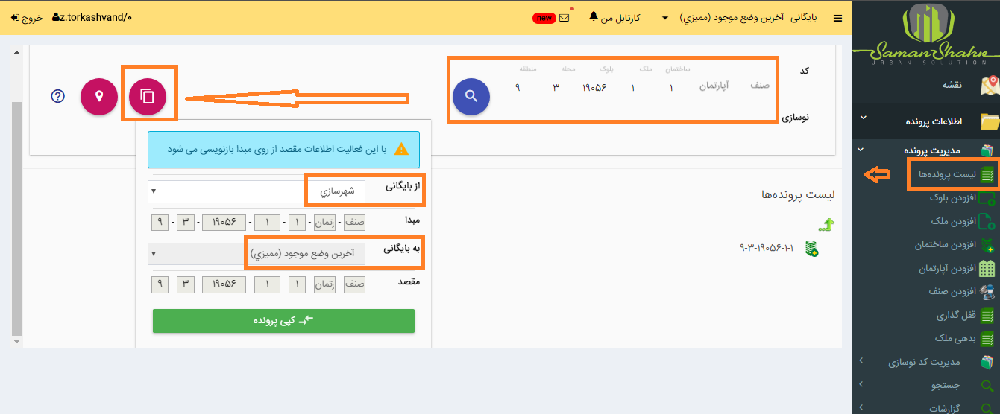 بایگانی آخرین وضع موجود (ممیزي)
کارتابل من
new
z.torkashvand/۰
خروج
SamanShahr
URBAN SOLUTION
نقشه
اطلاعات پرونده
مدیریت پرونده
لیست پرونده‌ها
افزودن بلوک
افزودن ملک
افزودن ساختمان
افزودن آپارتمان
افزودن صنف
قفل گذاری
بدهی ملک
مدیریت کد نوسازی
جستجو
گزارشات
کد
نوسازی
منطقه محله بلوک ملک ساختمان
۹ ۳ ۱۹۰۵۶ ۱ ۱ آپارتمان صنف
با این فعالیت اطلاعات مقصد از روی مبدا بازنویسی می شود
از بایگانی
شهرسازي
مبدا
۹ - ۳ - ۱۹۰۵۶ - ۱ - ۱ - رتمان - صنف
به بایگانی
آخرین وضع موجود (ممیزي)
مقصد
۹ - ۳ - ۱۹۰۵۶ - ۱ - ۱ - رتمان - صنف
کپی پرونده
لیست پرونده‌ها
۹-۳-۱۹۰۵۶-۱-۱